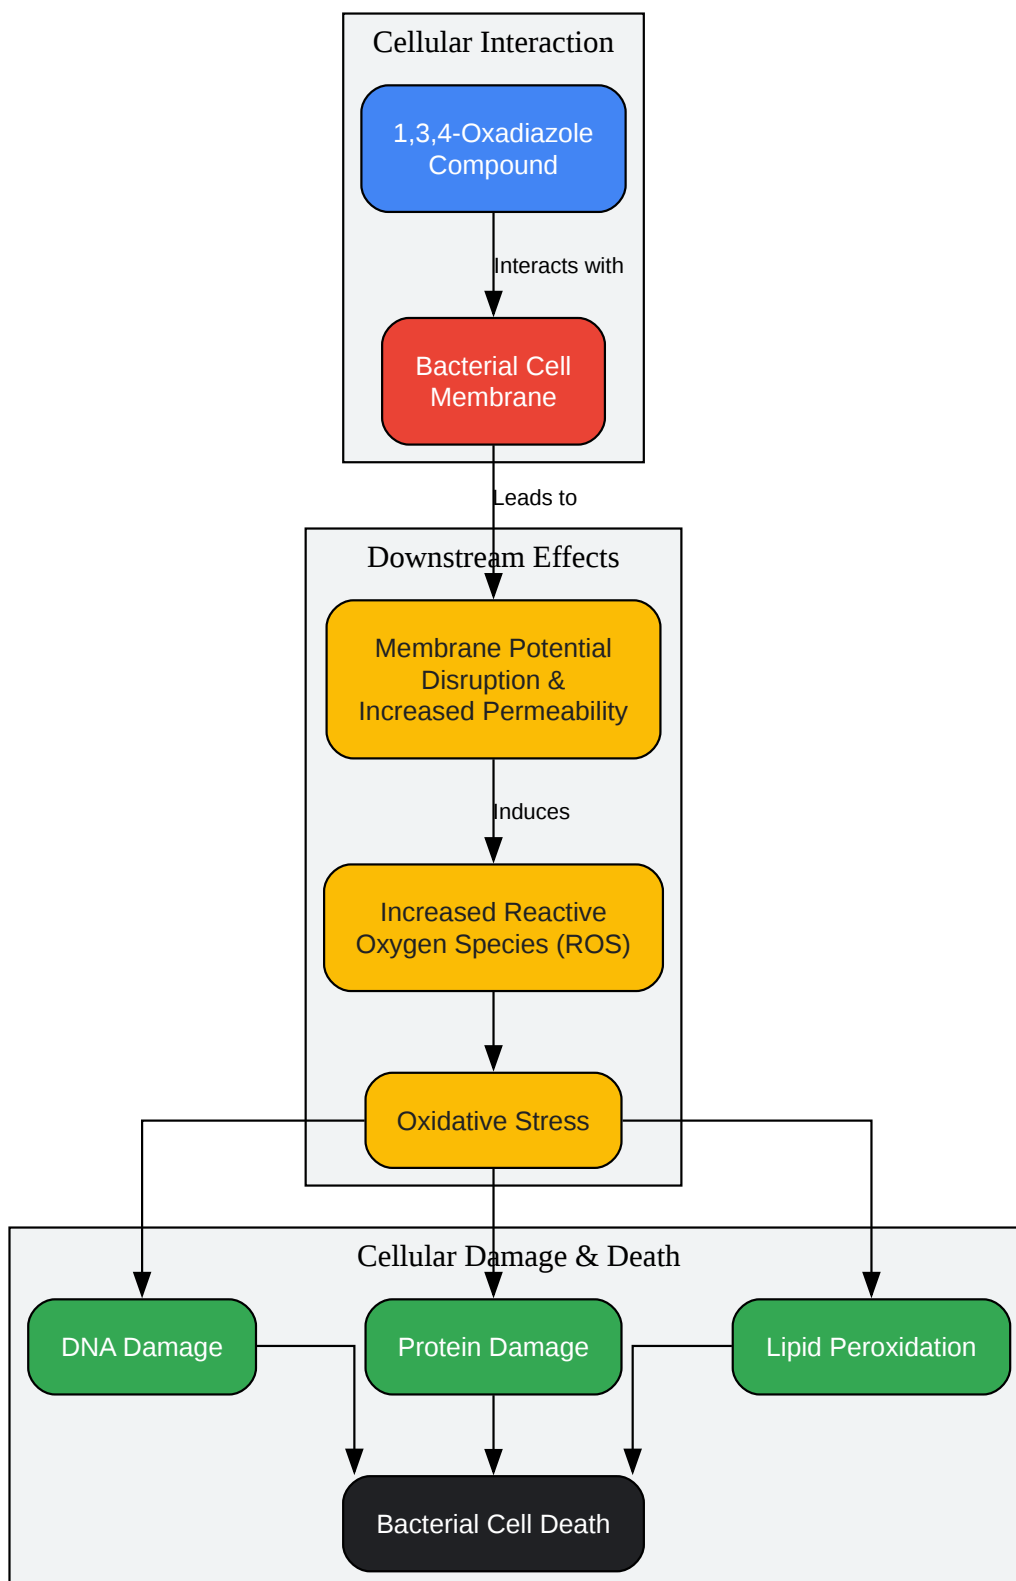 Cellular Interaction
1,3,4-Oxadiazole
Compound
Interacts with
Bacterial Cell
Membrane
Leads to
Downstream Effects
Membrane Potential
Disruption &
Increased Permeability
Induces
Increased Reactive
Oxygen Species (ROS)
Oxidative Stress
Cellular Damage & Death
DNA Damage
Protein Damage
Lipid Peroxidation
Bacterial Cell Death